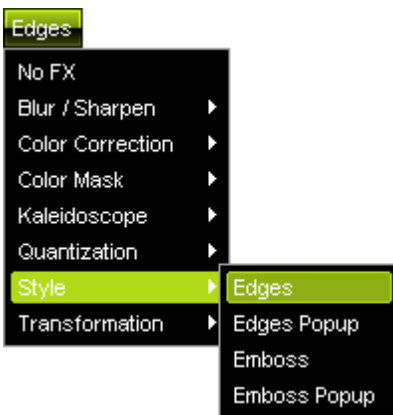 Edges
No FX
Blur / Sharpen
Color Correction
Color Mask
Kaleidoscope
Quantization
Style
Transformation
Edges
Edges Popup
Emboss
Emboss Popup